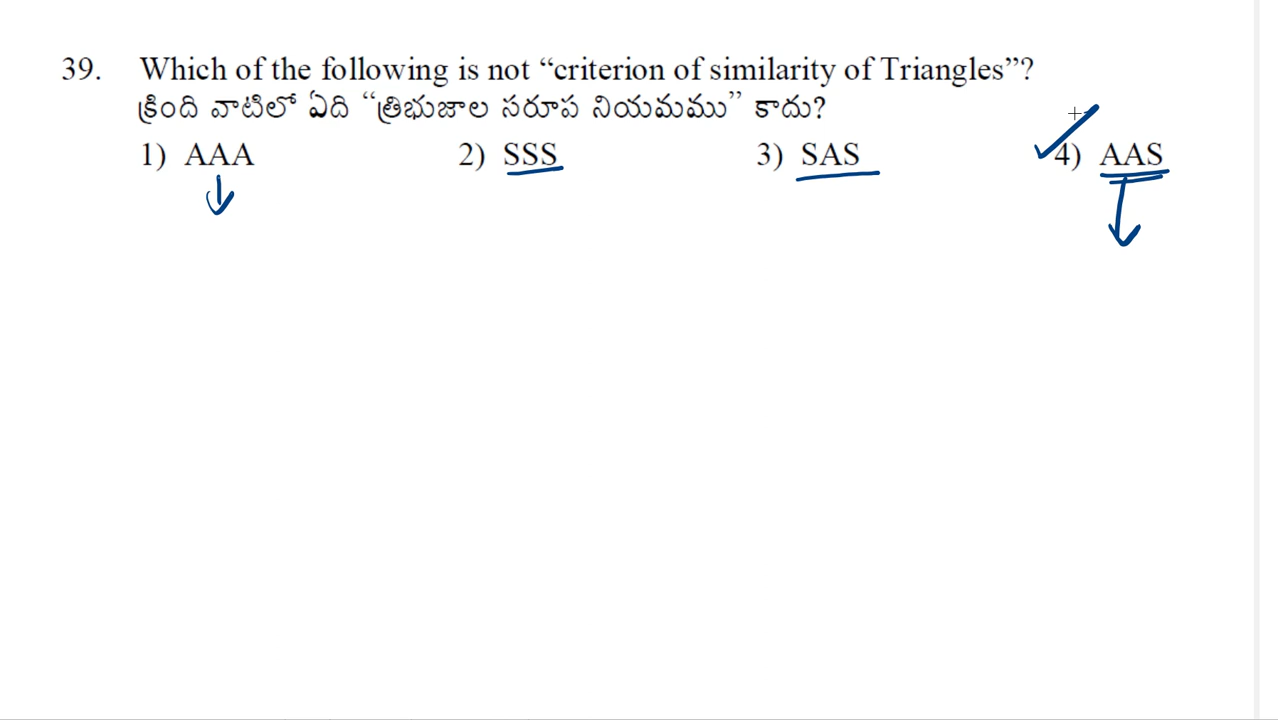 39. Which of the following is not “criterion of similarity of Triangles”?
క్రింది వాటిలో ఏది “త్రిభుజాల సరూప నియమము” కాదు?
1) AAA 2) SSS 3) SAS 4) AAS